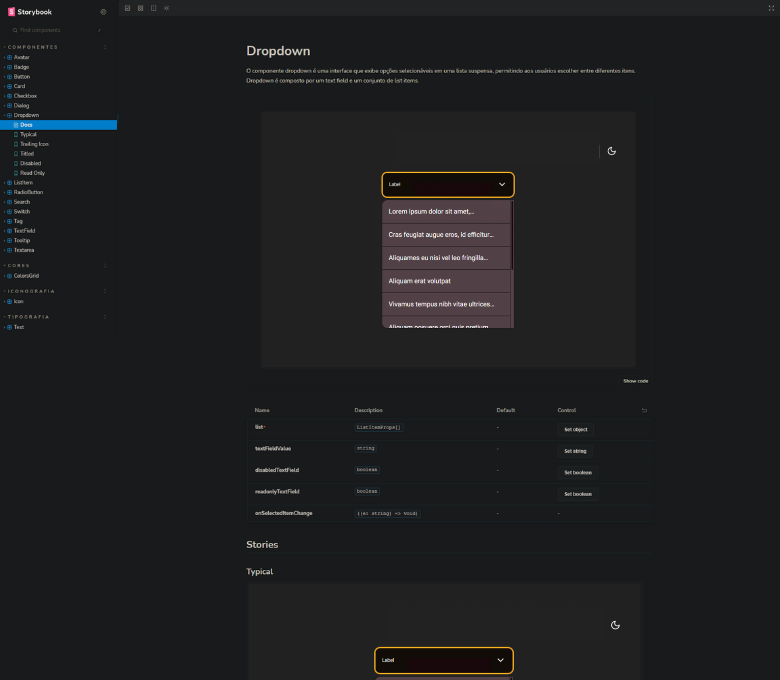 Storybook
Find components
/
COMPONENTES
Avatar
Badge
Button
Card
Checkbox
Dialog
Dropdown
Docs
Typical
Trailing Icon
Titled
Disabled
Read Only
ListItem
RadioButton
Search
Switch
Tag
TextField
Tooltip
Textarea
CORES
ColorsGrid
ICONOGRAFIA
Icon
TIPOGRAFIA
Text
Dropdown
O componente dropdown é uma interface que exibe opções selecionáveis em uma lista suspensa, permitindo aos usuários escolher entre diferentes itens.
Dropdown é composto por um text field e um conjunto de list items.
Label
Lorem ipsum dolor sit amet,...
Cras feugiat augue eros, id efficitur...
Aliquames eu nisi vel leo fringilla...
Aliquam erat volutpat
Vivamus tempus nibh vitae ultrices...
Aliquam posuere orci quis pretium
Show code
Name Description Default Control
list* ListItemProps[] - Set object
textFieldValue string - Set string
disabledTextField boolean - Set boolean
readonlyTextField boolean - Set boolean
onSelectedItemChange ((e: string) => void) - -
Stories
Typical
Label